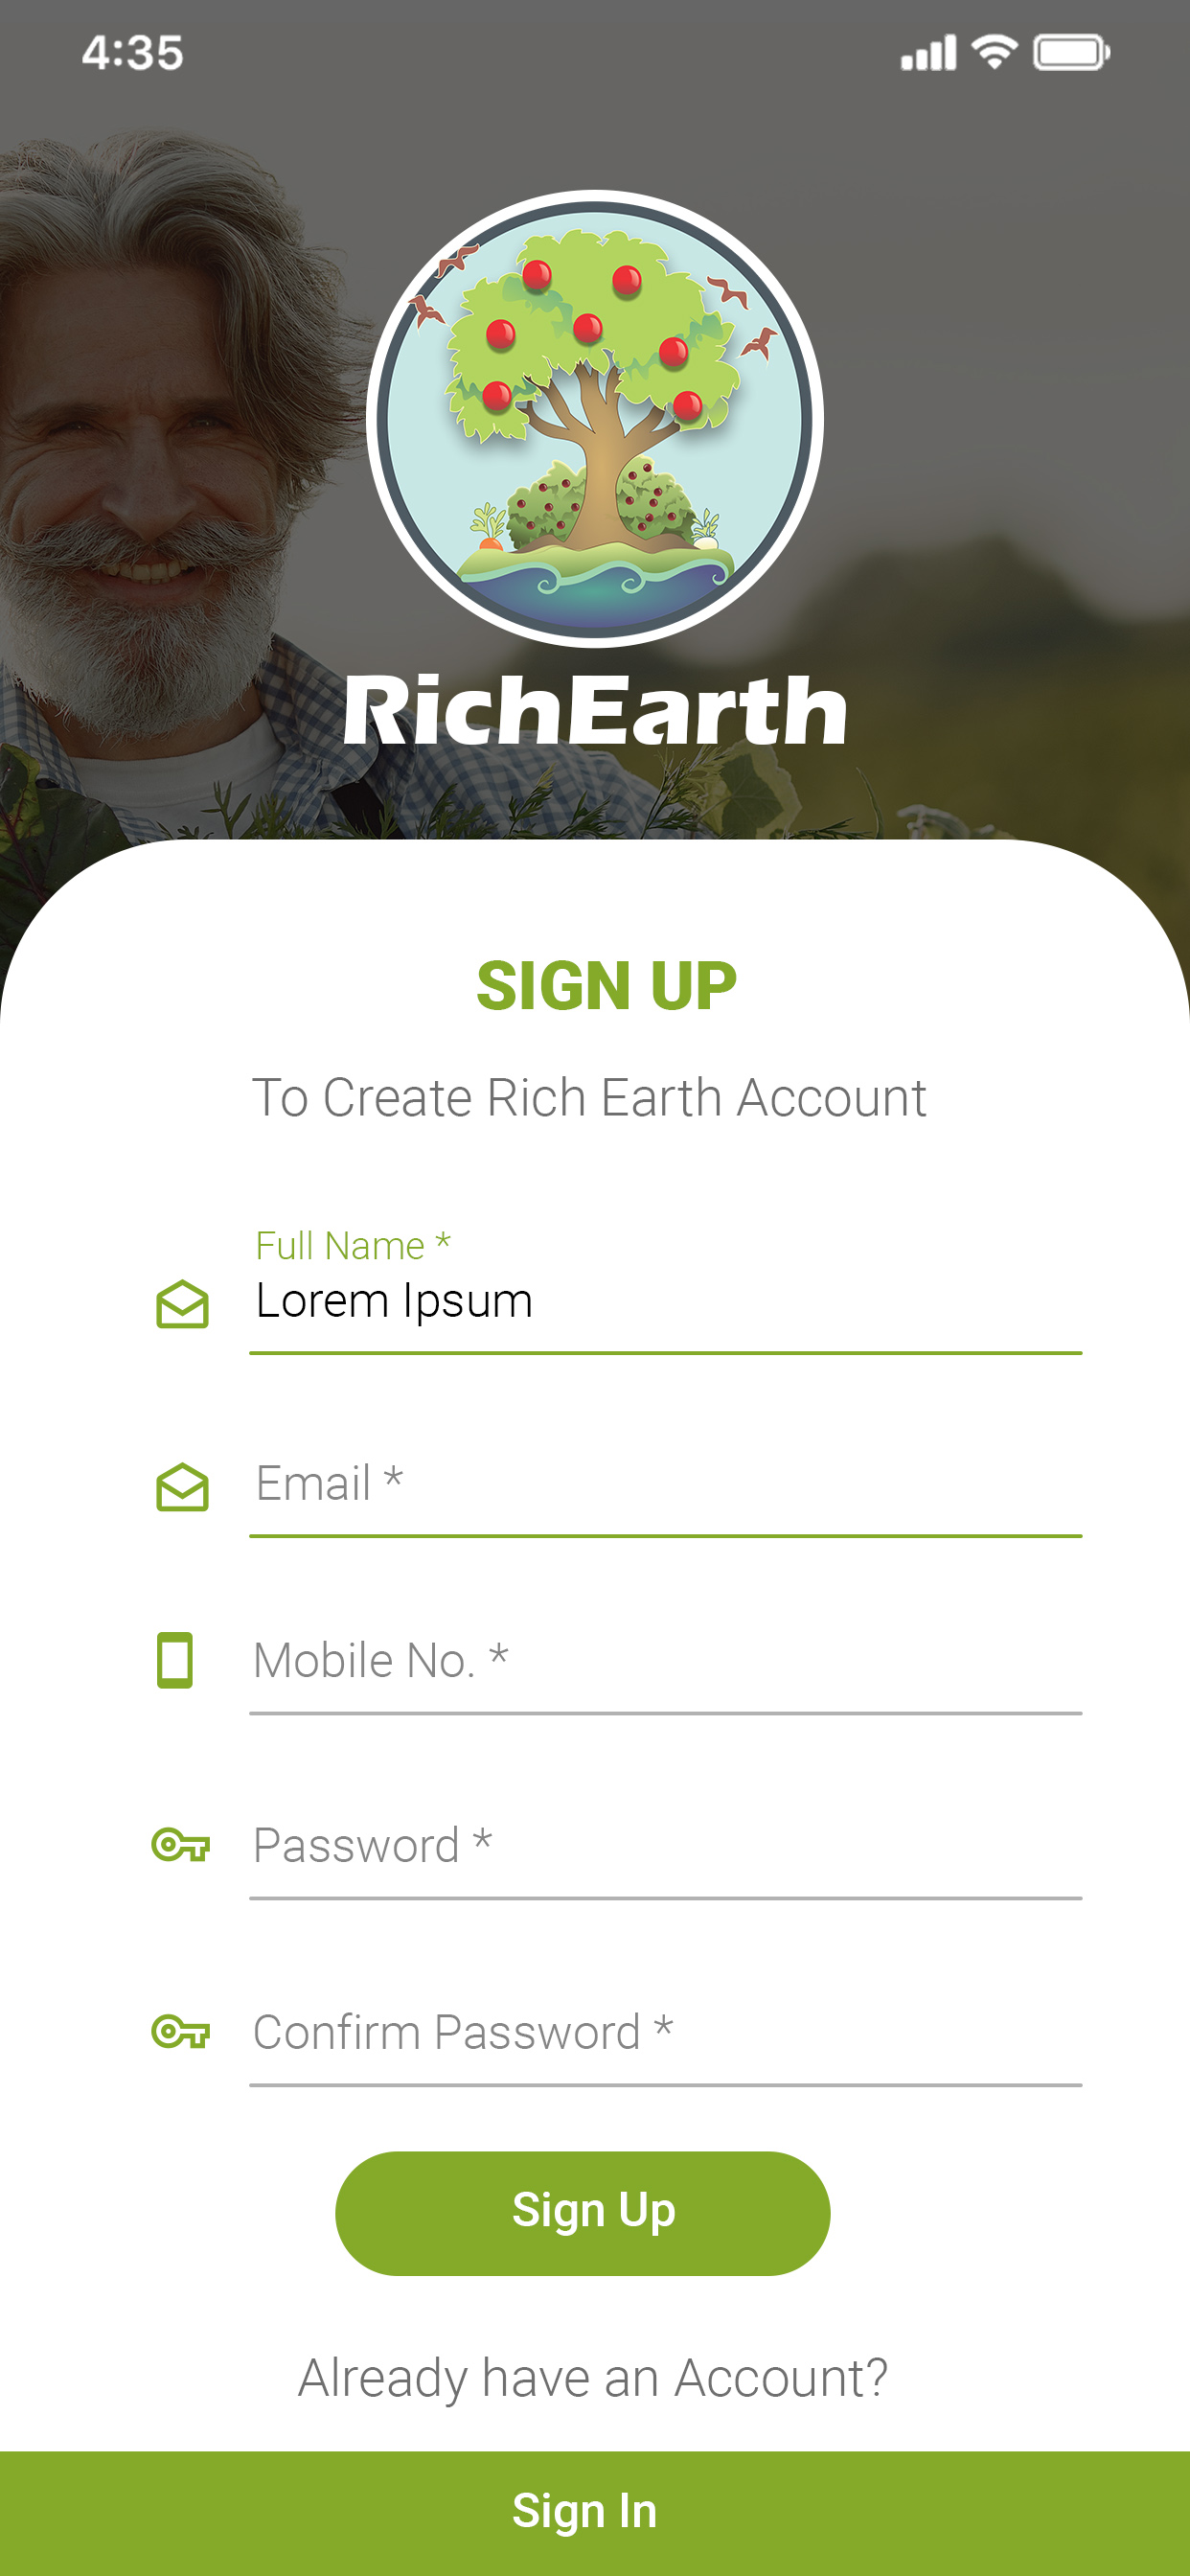 4:35
RichEarth
SIGN UP
To Create Rich Earth Account
Full Name *
Lorem Ipsum
Email *
Mobile No. *
Password *
Confirm Password *
Sign Up
Already have an Account?
Sign In